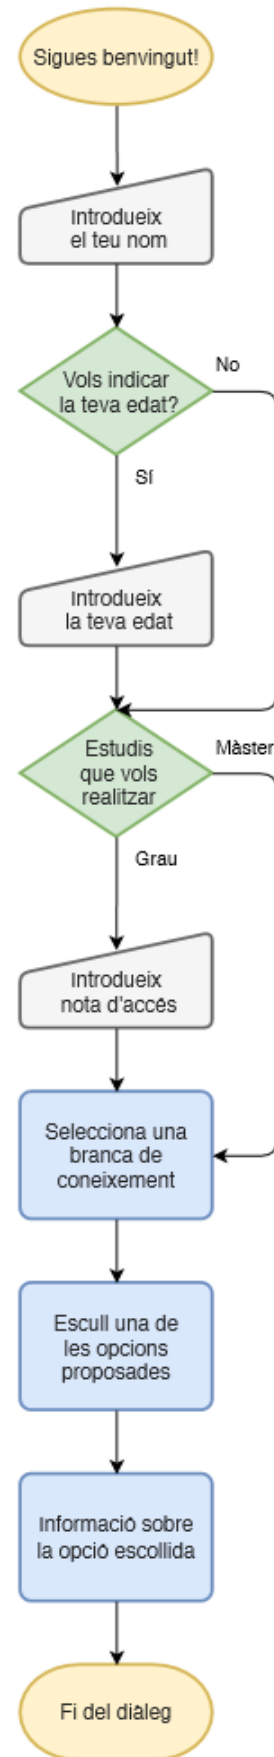 Sigues benvingut!
Introdueix
el teu nom
Vols indicar
la teva edat?
No
Sí
Introdueix
la teva edat
Estudis
que vols
realitzar
Màster
Grau
Introdueix
nota d'accés
Selecciona una
branca de
coneixement
Escull una de
les opcions
proposades
Informació sobre
la opció escollida
Fi del diàleg